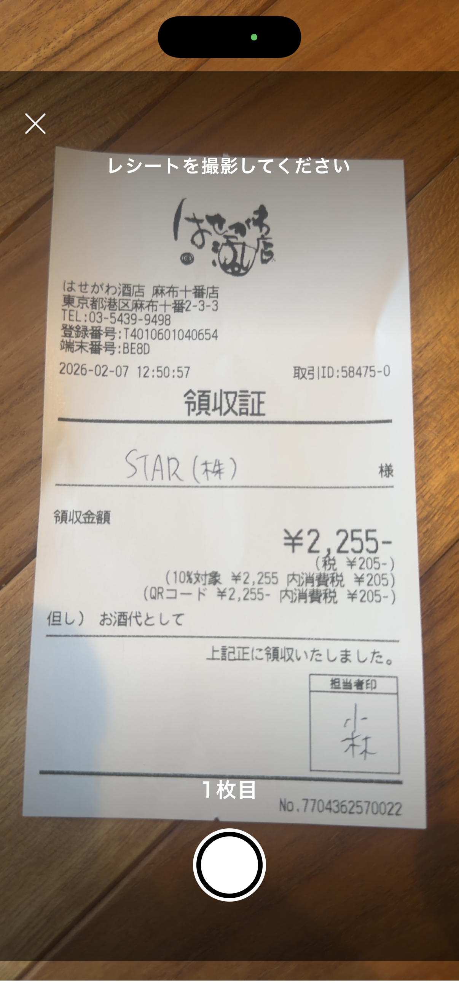 レシートを撮影してください
はせがわ酒店
はせがわ酒店 麻布十番店
東京都港区麻布十番2-3-3
TEL:03-5439-9498
登録番号:T4010601040654
端末番号:BE8D
2026-02-07 12:50:57 取引ID:58475-0
領収証
STAR(株) 様
領収金額
¥2,255-
(税 ¥205-)
(10%対象 ¥2,255 内消費税 ¥205)
(QRコード ¥2,255- 内消費税 ¥205-)
但し) お酒代として
上記正に領収いたしました。
担当者印
小林
1枚目
No.7704362570022